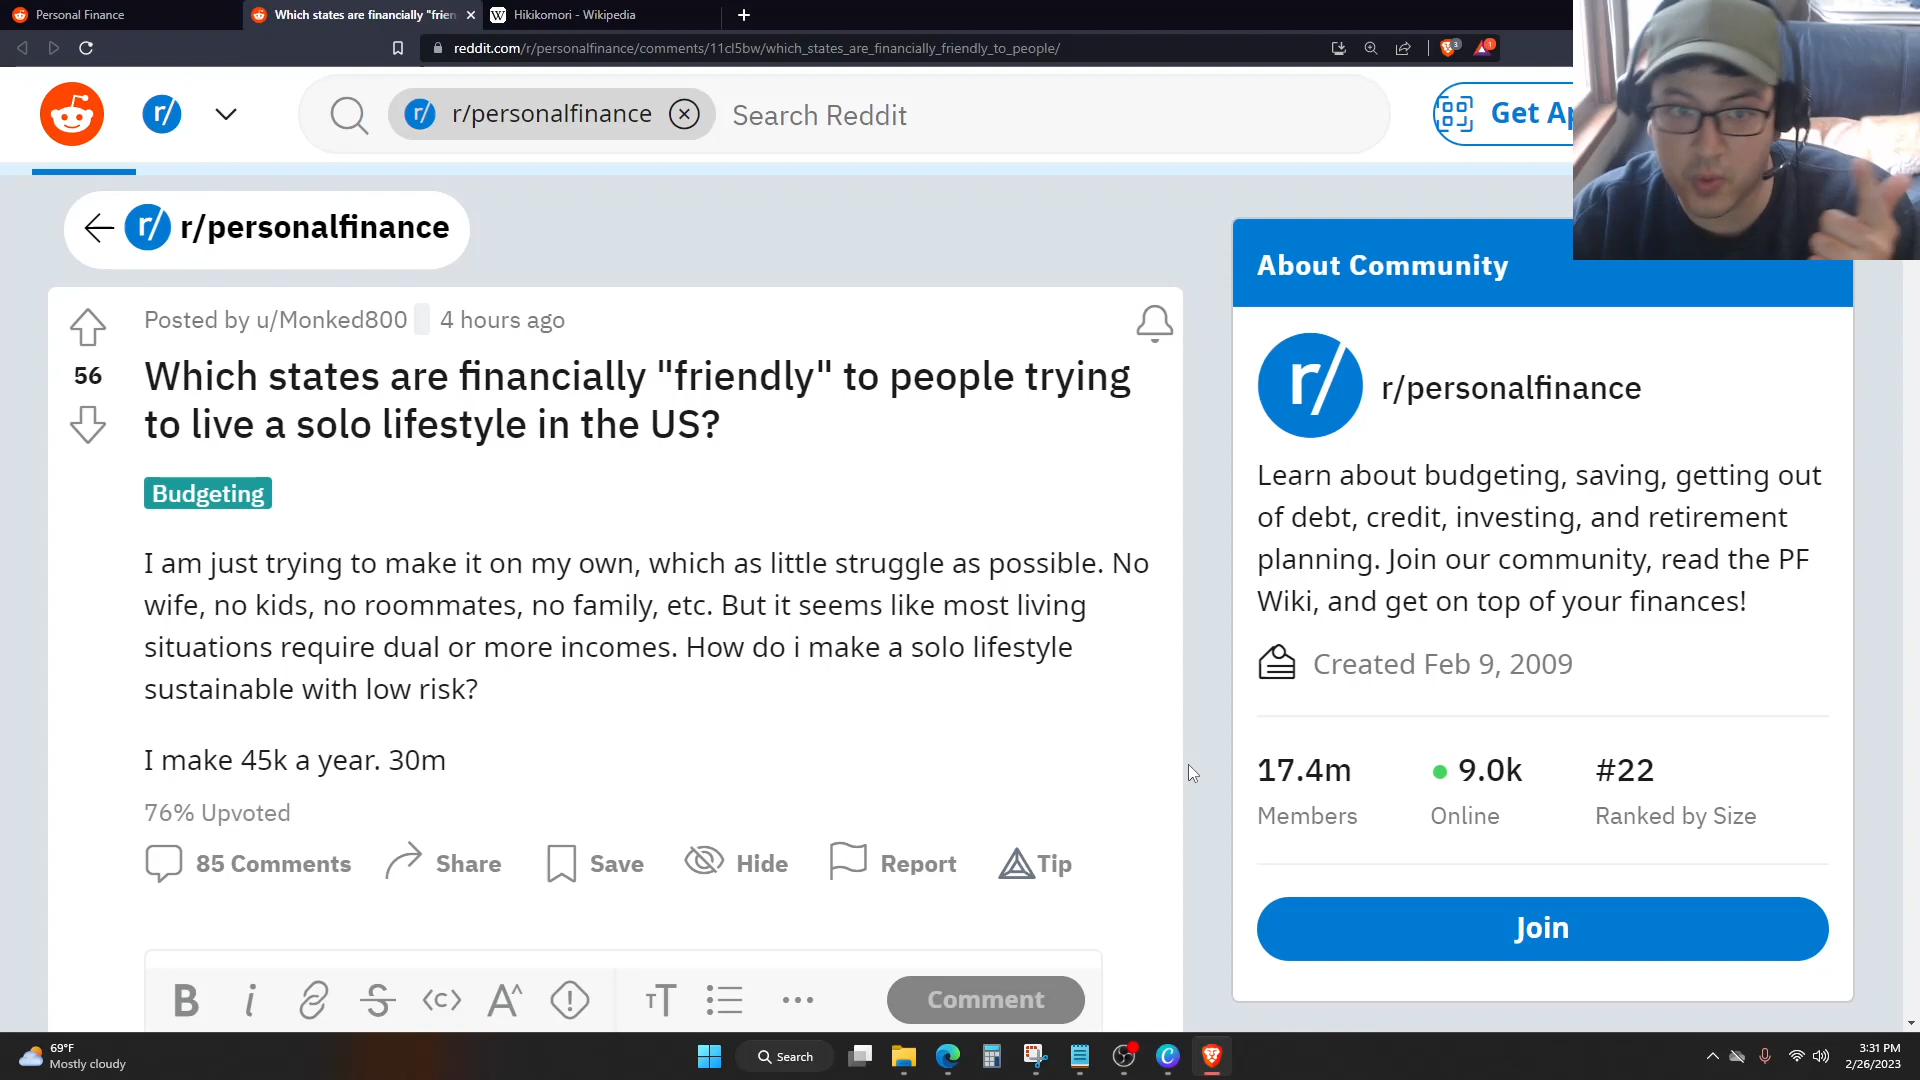 Personal Finance
Which states are financially "frien
Hikikomori - Wikipedia
reddit.com/r/personalfinance/comments/11cl5bw/which_states_are_financially_friendly_to_people/
3
1
r/
r/ r/personalfinance
Search Reddit
Get Ap
r/ r/personalfinance
Posted by u/Monked800 4 hours ago
56
Which states are financially "friendly" to people trying
to live a solo lifestyle in the US?
Budgeting
I am just trying to make it on my own, which as little struggle as possible. No
wife, no kids, no roommates, no family, etc. But it seems like most living
situations require dual or more incomes. How do i make a solo lifestyle
sustainable with low risk?
I make 45k a year. 30m
76% Upvoted
85 Comments Share Save Hide Report Tip
B i S <c> A^ TT Comment
About Community
r/ r/personalfinance
Learn about budgeting, saving, getting out
of debt, credit, investing, and retirement
planning. Join our community, read the PF
Wiki, and get on top of your finances!
Created Feb 9, 2009
17.4m 9.0k #22
Members Online Ranked by Size
Join
69°F
Mostly cloudy
Search
3:31 PM
2/26/2023